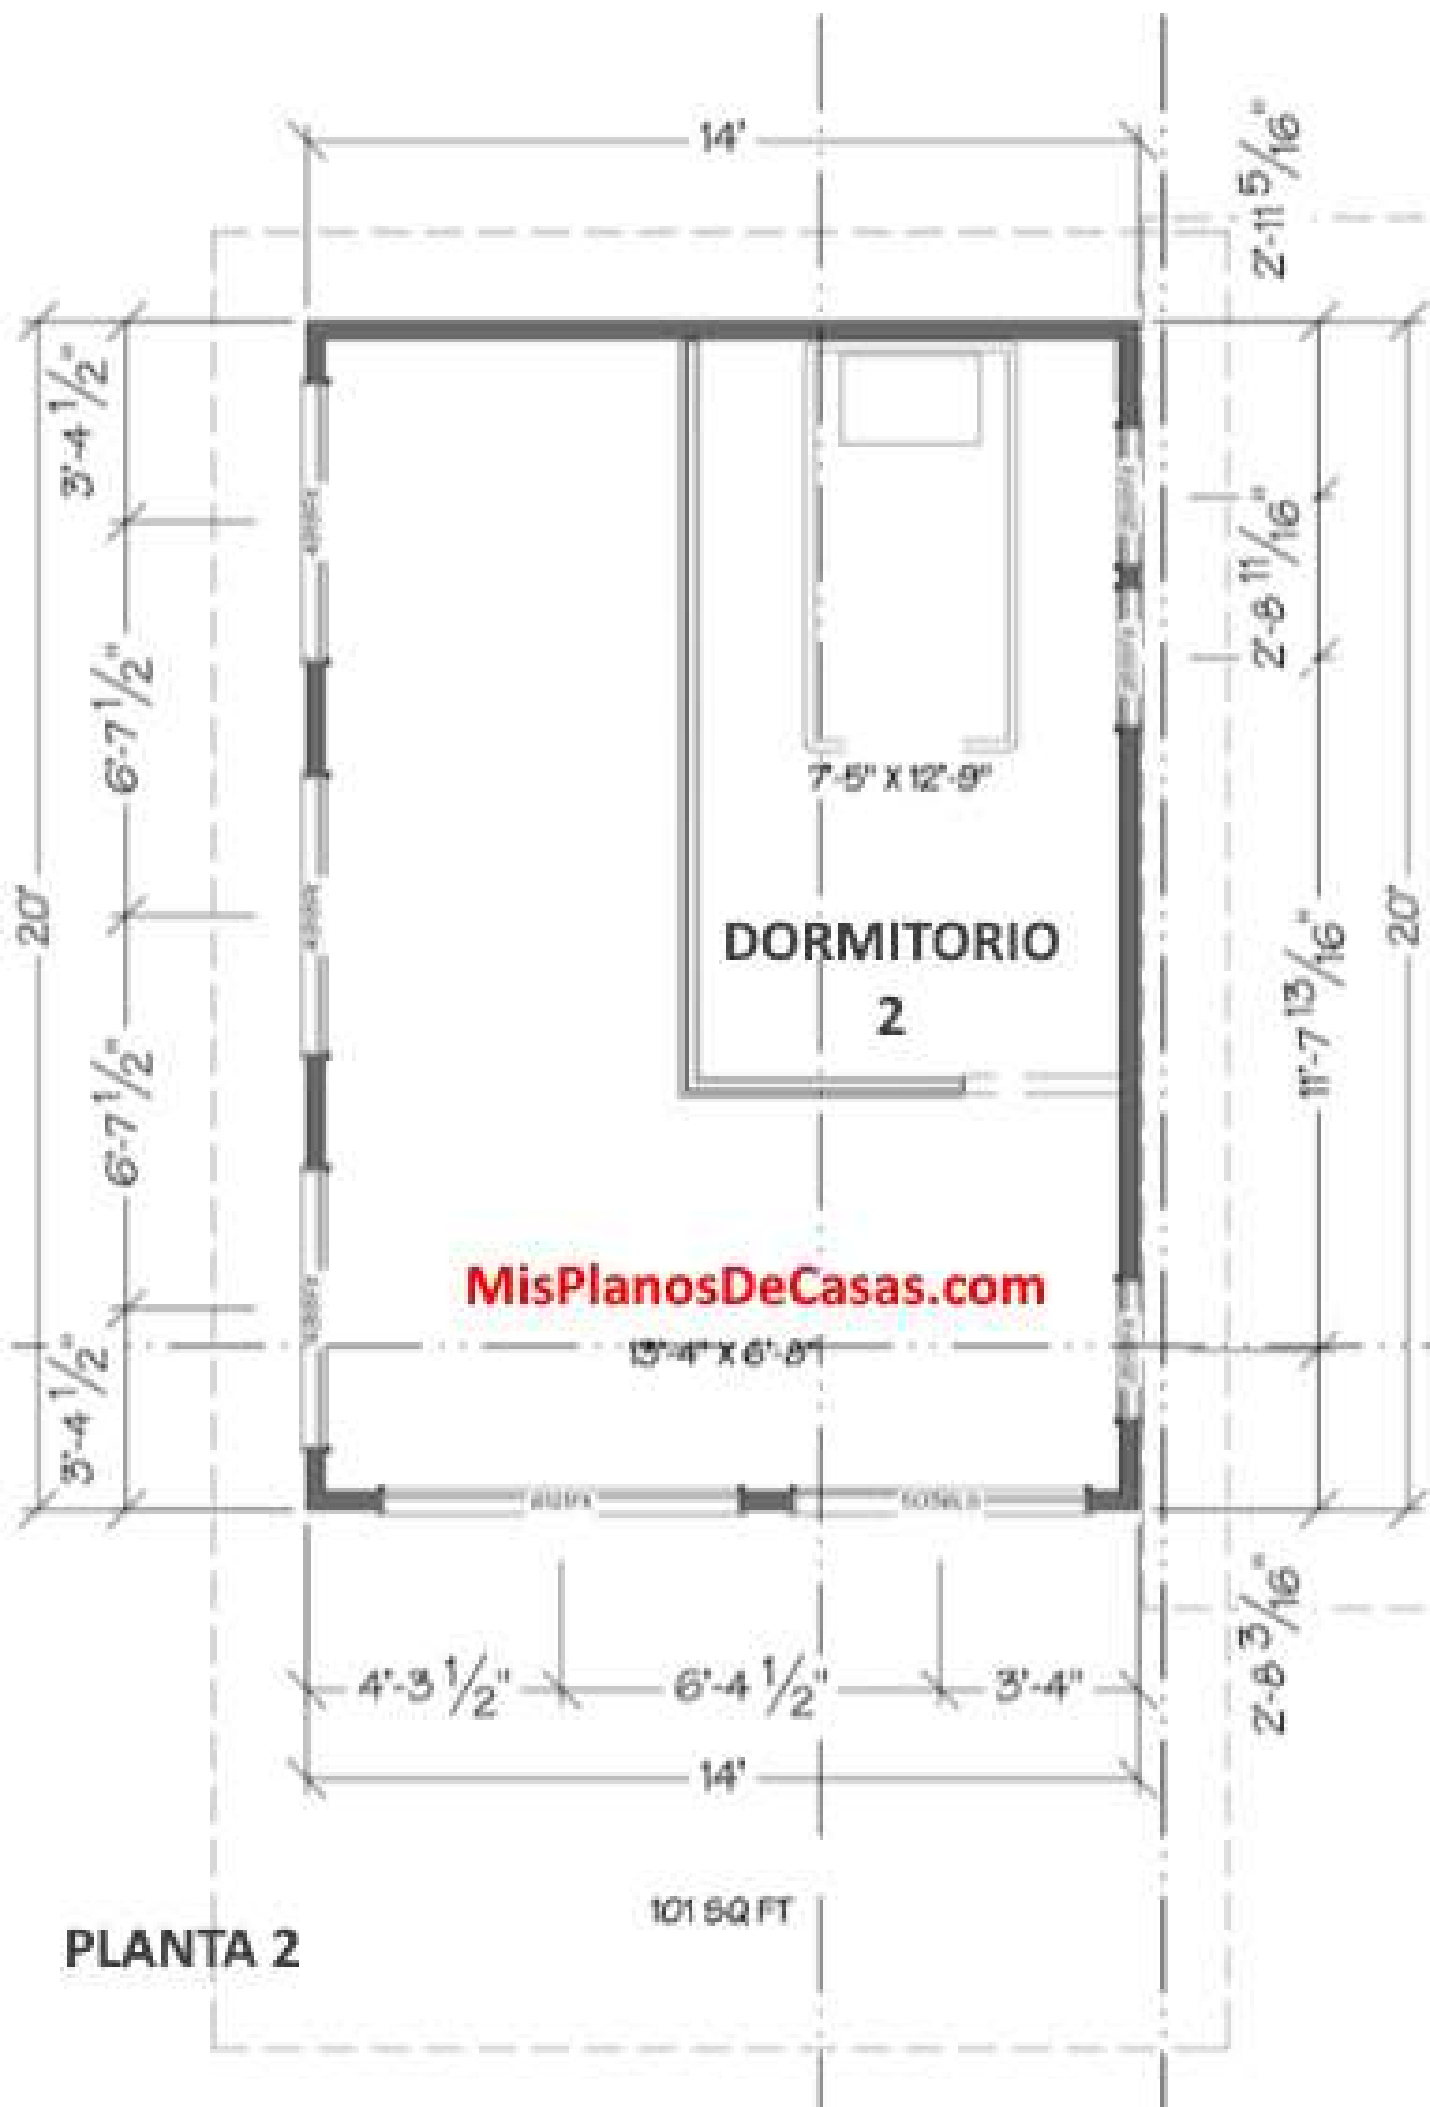 14'
2'-11 5/16"
3'-4 1/2"
2'-8 11/16"
6'-7 1/2"
7'-5" X 12'-9"
20'
20'
DORMITORIO
2
11'-7 13/16"
6'-7 1/2"
MisPlanosDeCasas.com
13'-4" X 6'-8"
3'-4 1/2"
2'-8 3/16"
4'-3 1/2"
6'-4 1/2"
3'-4"
14'
101 SQ FT
PLANTA 2